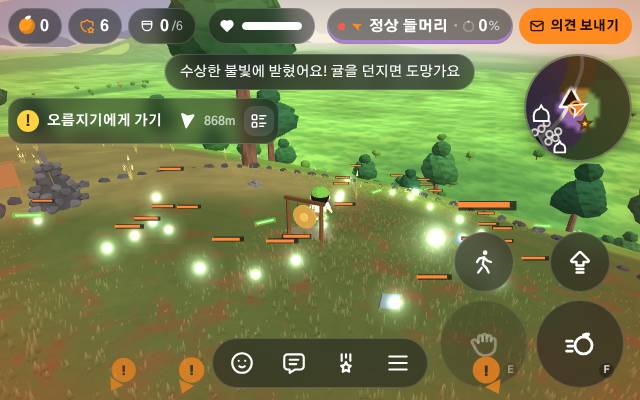 0
6
0/6
정상 들머리 · 0%
의견 보내기
수상한 불빛에 받혔어요! 귤을 던지면 도망가요
! 오름지기에게 가기 868m
! ! !
E
F